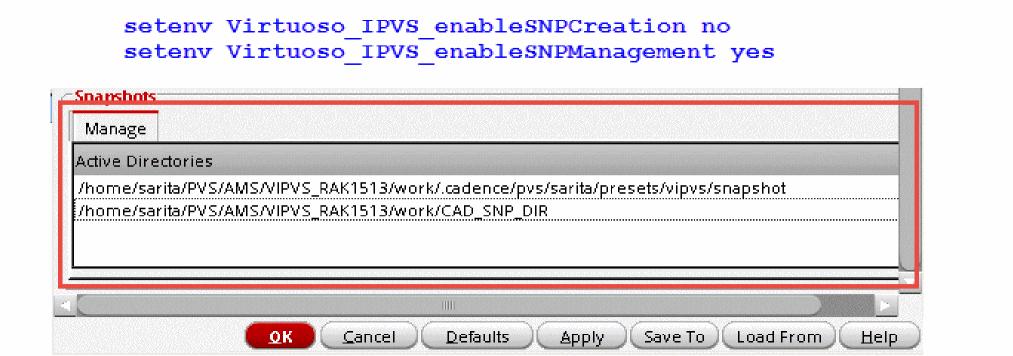 setenv Virtuoso_IPVS_enableSNPCreation no
setenv Virtuoso_IPVS_enableSNPManagement yes
Snapshots
Manage
Active Directories
/home/sarita/PVS/AMS/VIPVS_RAK1513/work/.cadence/pvs/sarita/presets/vipvs/snapshot
/home/sarita/PVS/AMS/VIPVS_RAK1513/work/CAD_SNP_DIR
OK Cancel Defaults Apply Save To Load From Help